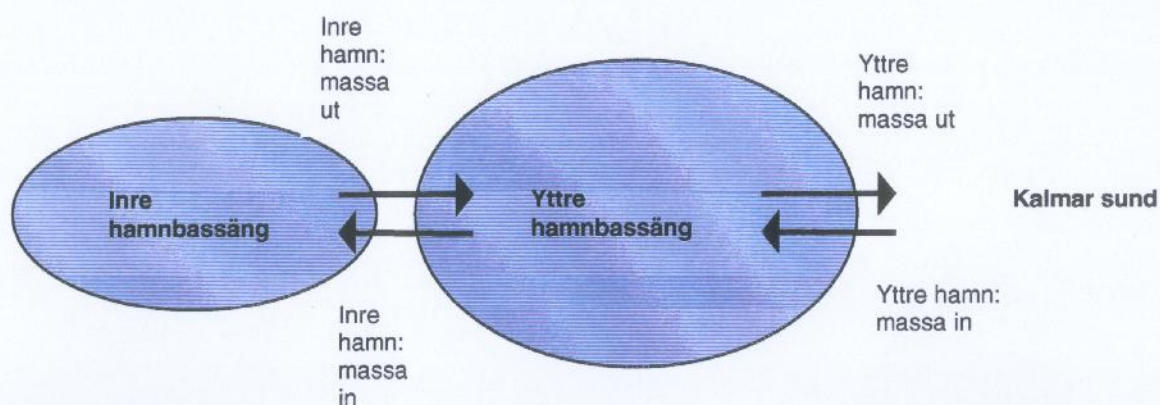 Inre
hamn:
massa
ut
Yttre
hamn:
massa ut
Inre
hamnbassäng
Yttre
hamnbassäng
Kalmar sund
Inre
hamn:
massa
in
Yttre hamn:
massa in